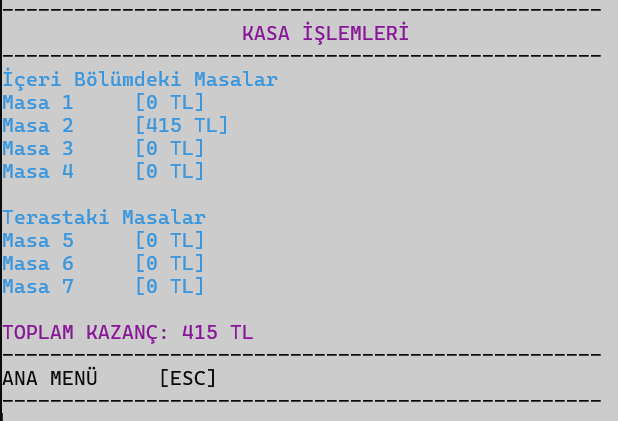 --------------------------------------------------
KASA İŞLEMLERİ
--------------------------------------------------
İçeri Bölümdeki Masalar
Masa 1     [0 TL]
Masa 2     [415 TL]
Masa 3     [0 TL]
Masa 4     [0 TL]
Terastaki Masalar
Masa 5     [0 TL]
Masa 6     [0 TL]
Masa 7     [0 TL]
TOPLAM KAZANÇ: 415 TL
--------------------------------------------------
ANA MENÜ     [ESC]
--------------------------------------------------